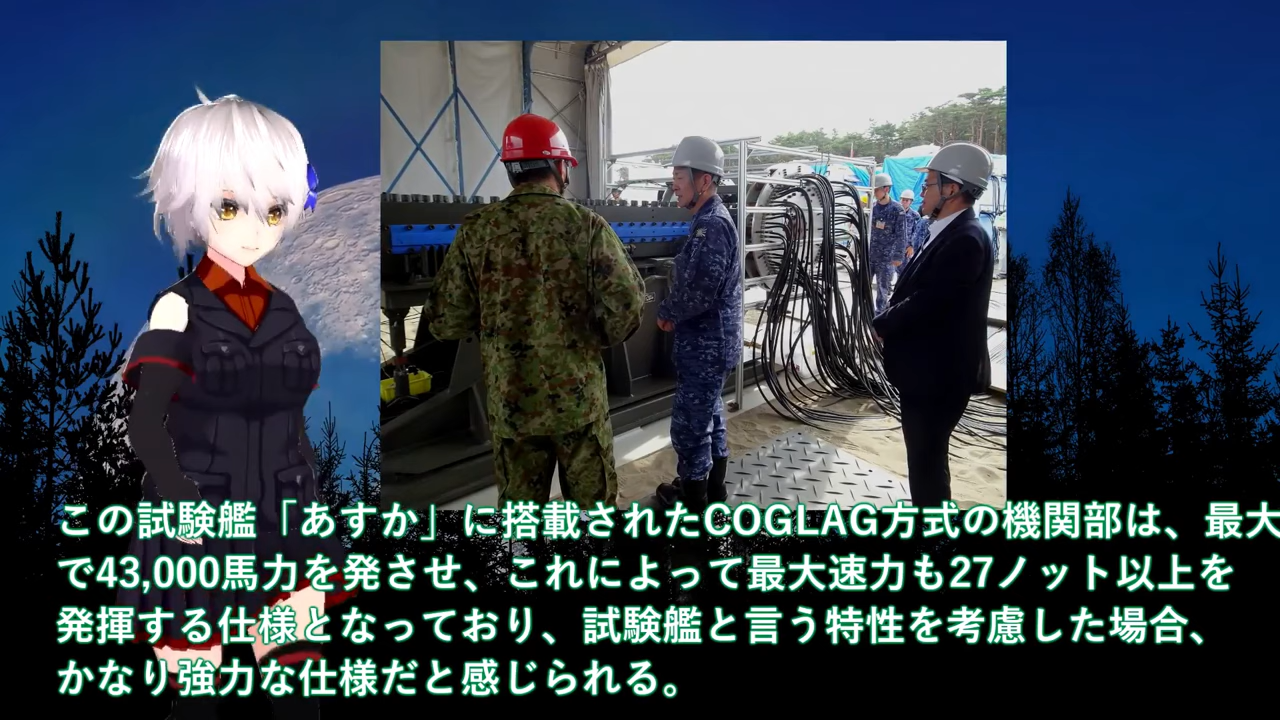 この試験艦「あすか」に搭載されたCOGLAG方式の機関部は、最大
で43,000馬力を発させ、これによって最大速力も27ノット以上を
発揮する仕様となっており、試験艦と言う特性を考慮した場合、
かなり強力な仕様だと感じられる。